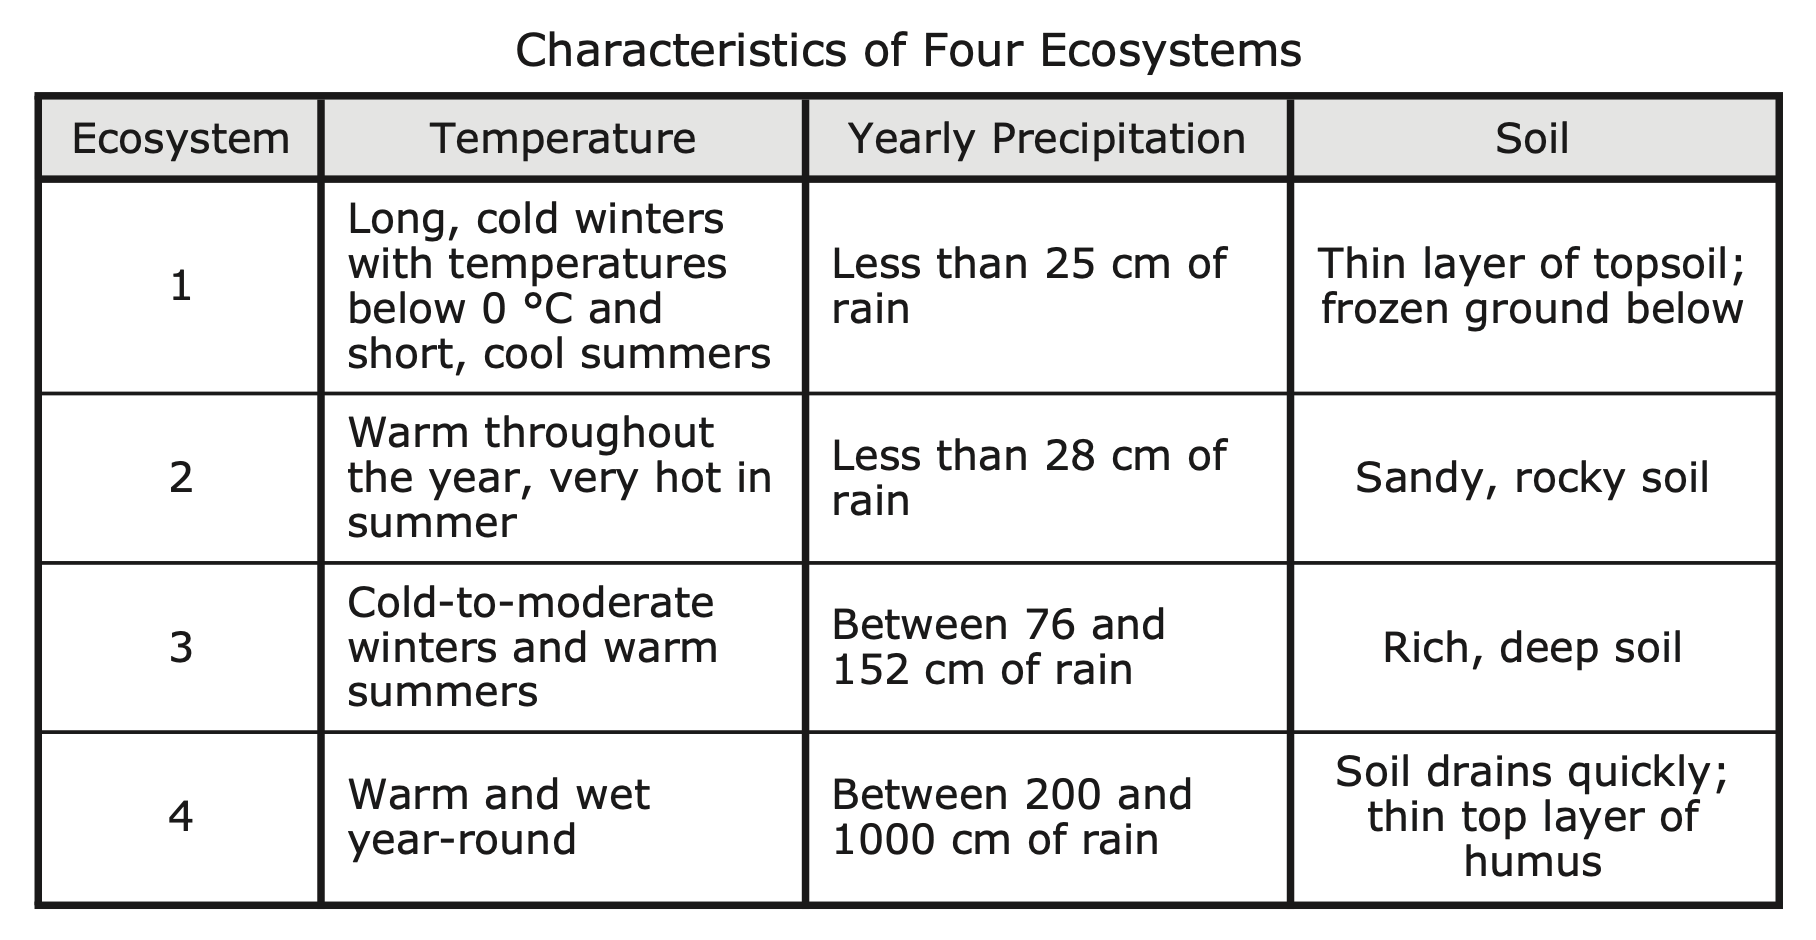 Characteristics of Four Ecosystems
Ecosystem Temperature Yearly Precipitation Soil
1
Long, cold winters
with temperatures
below 0 °C and
short, cool summers
Less than 25 cm of
rain
Thin layer of topsoil;
frozen ground below
2
Warm throughout
the year, very hot in
summer
Less than 28 cm of
rain
Sandy, rocky soil
3
Cold-to-moderate
winters and warm
summers
Between 76 and
152 cm of rain
Rich, deep soil
4
Warm and wet
year-round
Between 200 and
1000 cm of rain
Soil drains quickly;
thin top layer of
humus